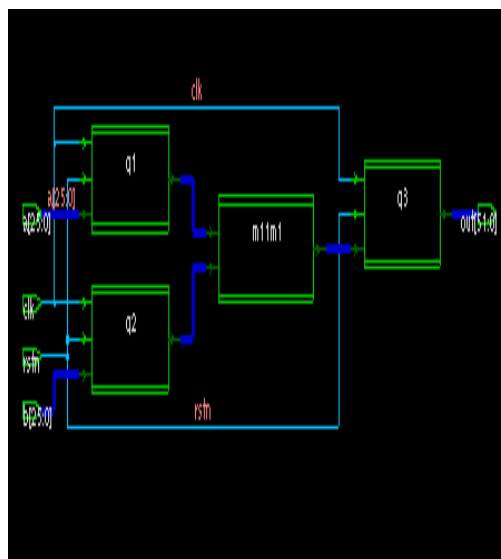 clk
q1
a[25:0]
q3
a[25:0]
out[51:0]
m11m1
clk
q2
rstn
b[25:0]
rstn